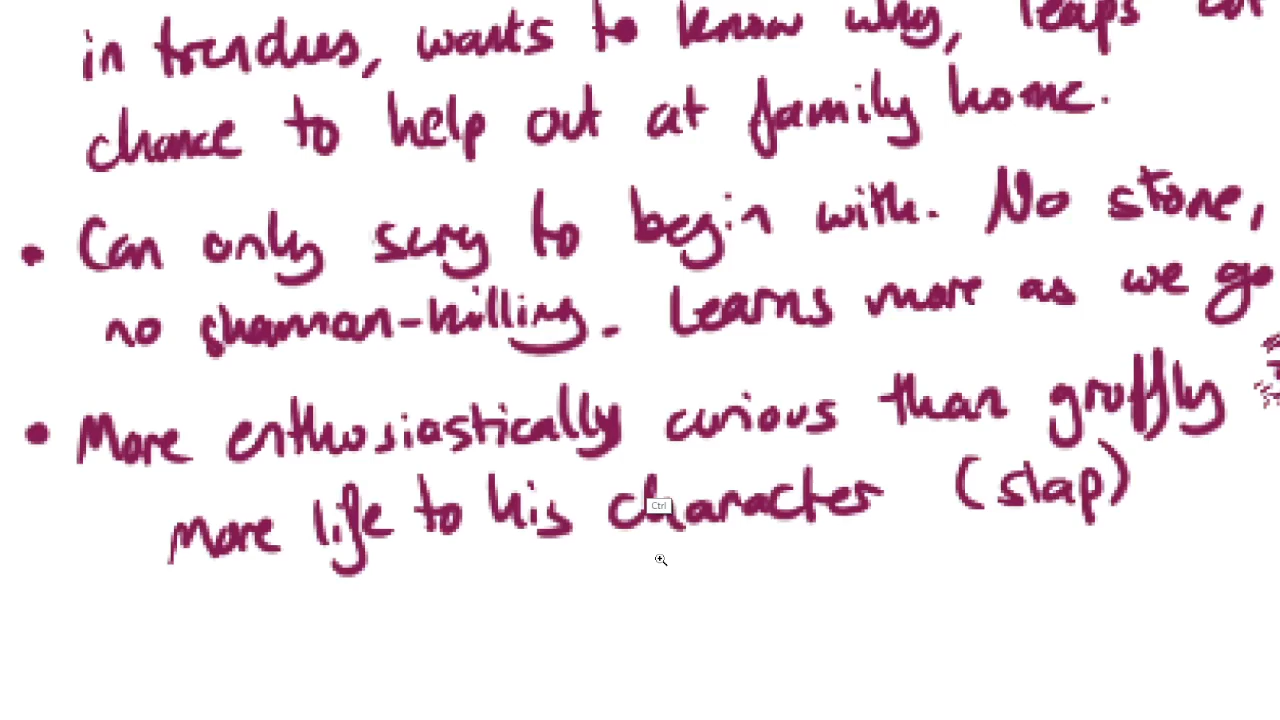 in trenches, wants to know why, leaps
chance to help out at family home.
• Can only scry to begin with. No stone,
no shaman-killing. Learns more as we go
• More enthusiastically curious than gruffly
more life to his character (slap)
Ctrl